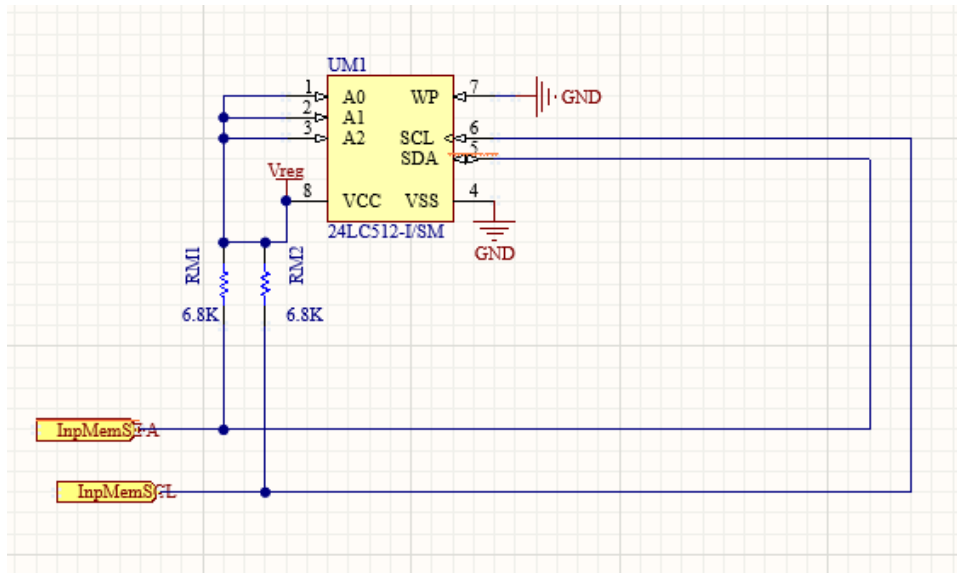 UM1
1 A0 WP 7 GND
2 A1
3 A2 SCL 6
SDA 5
Vreg
8 VCC VSS 4
24LC512-I/SM
GND
RM1 RM2
6.8K 6.8K
InpMemSDA
InpMemSCL